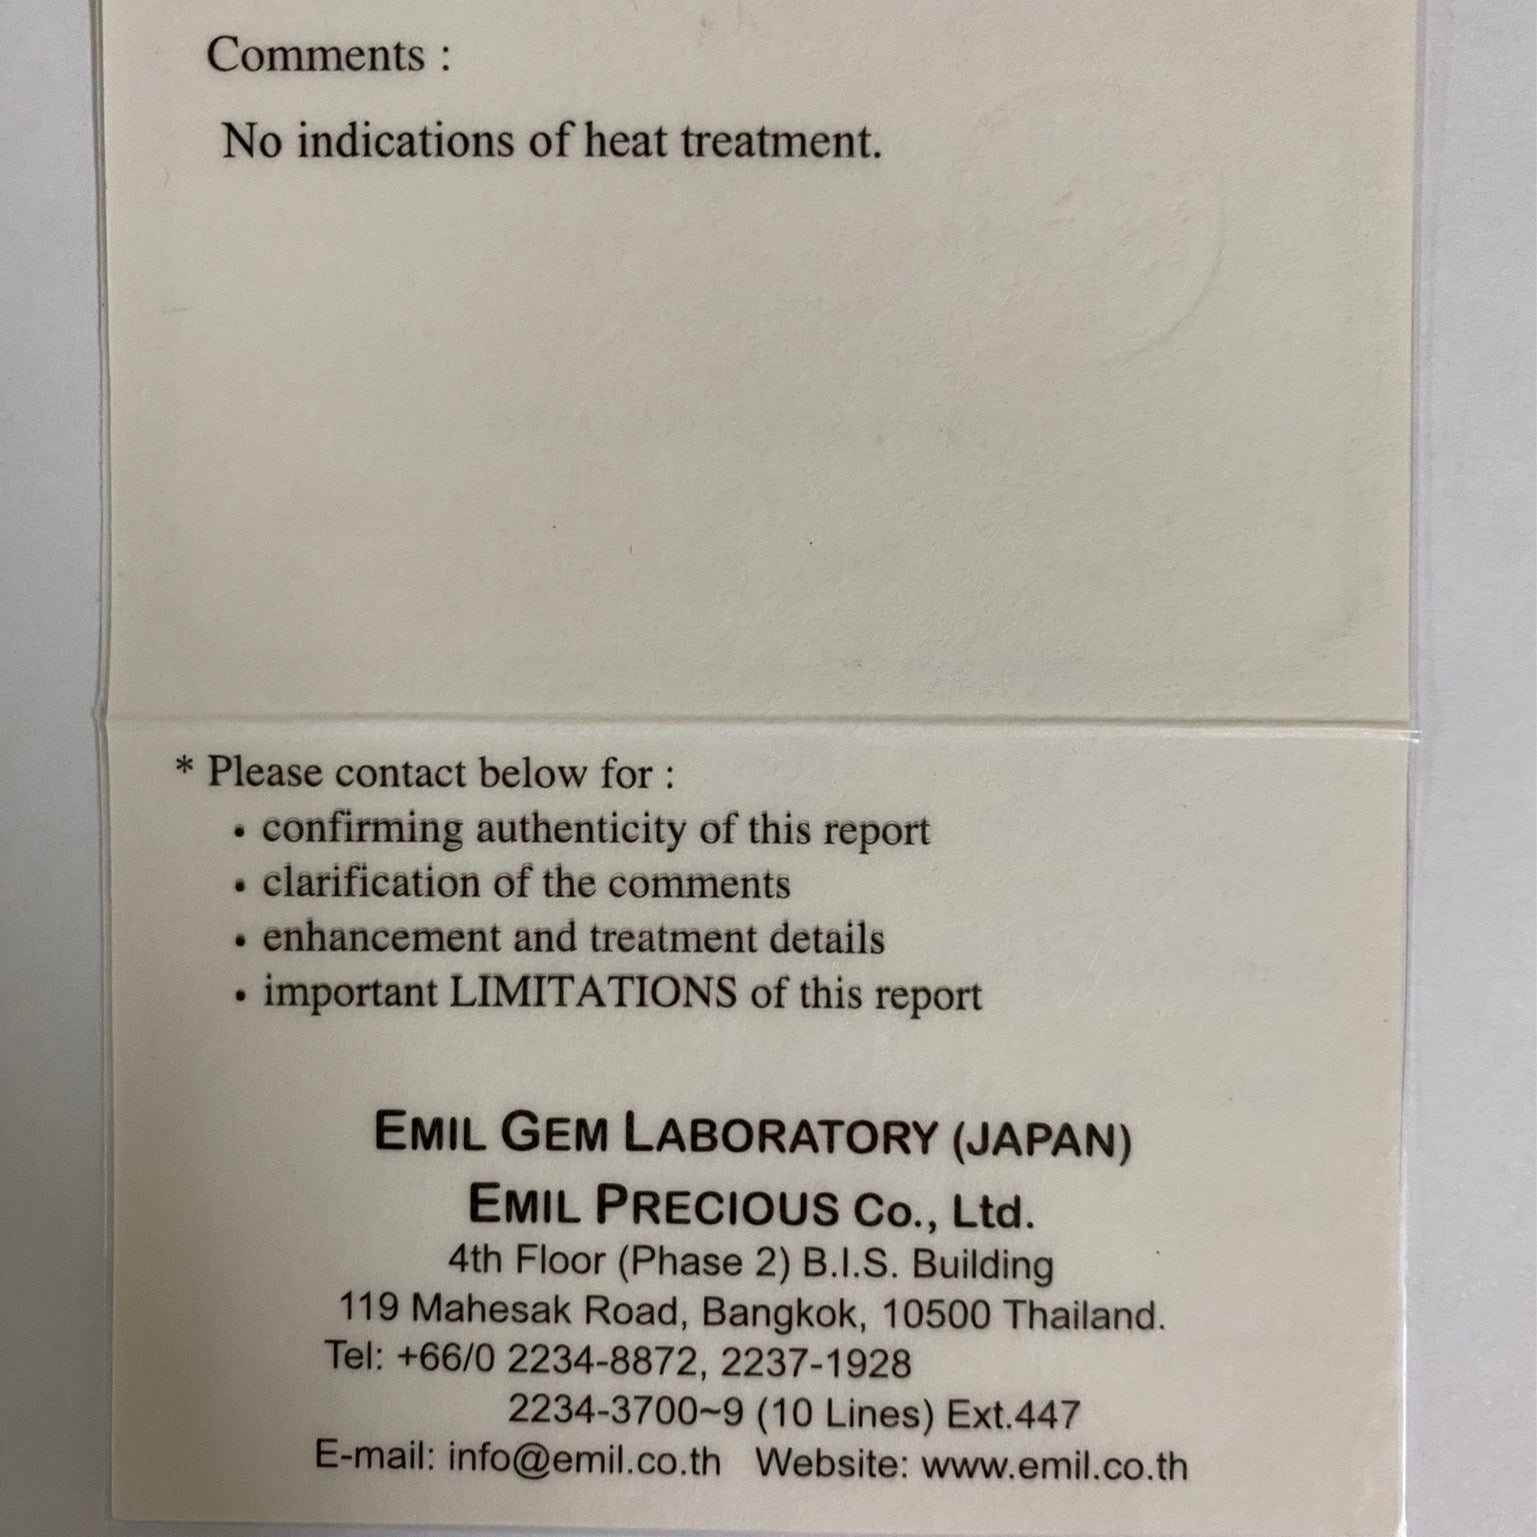 Comments :
No indications of heat treatment.
* Please contact below for :
• confirming authenticity of this report
• clarification of the comments
• enhancement and treatment details
• important LIMITATIONS of this report
EMIL GEM LABORATORY (JAPAN)
EMIL PRECIOUS Co., Ltd.
4th Floor (Phase 2) B.I.S. Building
119 Mahesak Road, Bangkok, 10500 Thailand.
Tel: +66/0 2234-8872, 2237-1928
2234-3700~9 (10 Lines) Ext.447
E-mail: info@emil.co.th Website: www.emil.co.th